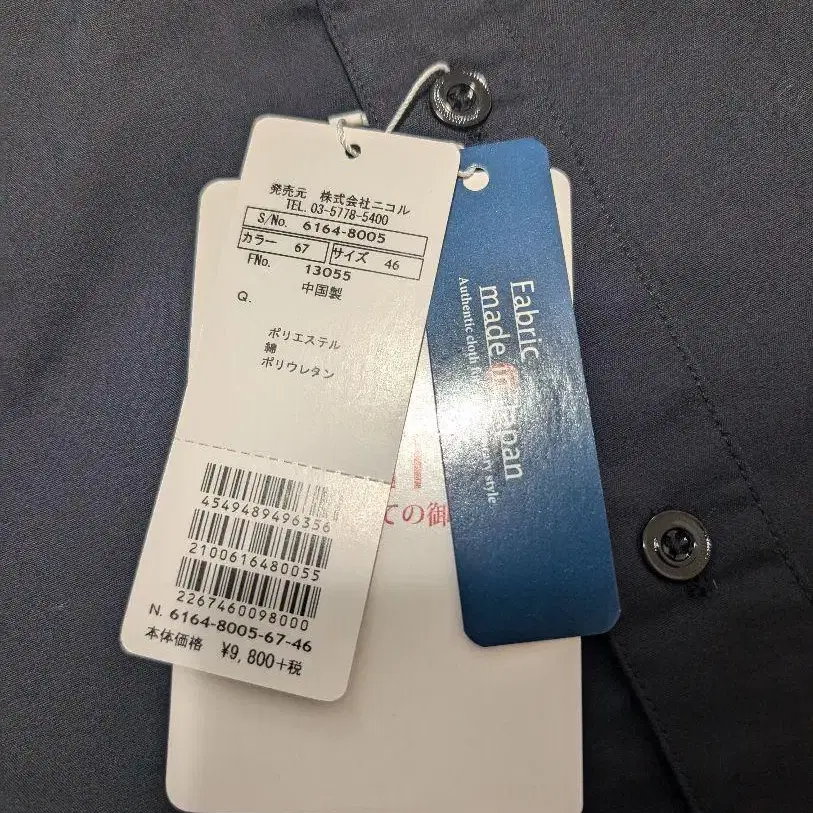 発売元 株式会社ニコル
TEL. 03-5778-5400
S/No. 6164-8005
カラー 67 サイズ 46
FNo. 13055
中国製
Q.
ポリエステル
綿
ポリウレタン
4549489496356
2100616480055
2267460098000
N. 6164-8005-67-46
本体価格 ¥9,800+税
Fabric
made in Japan
Authentic cloth style
ての御